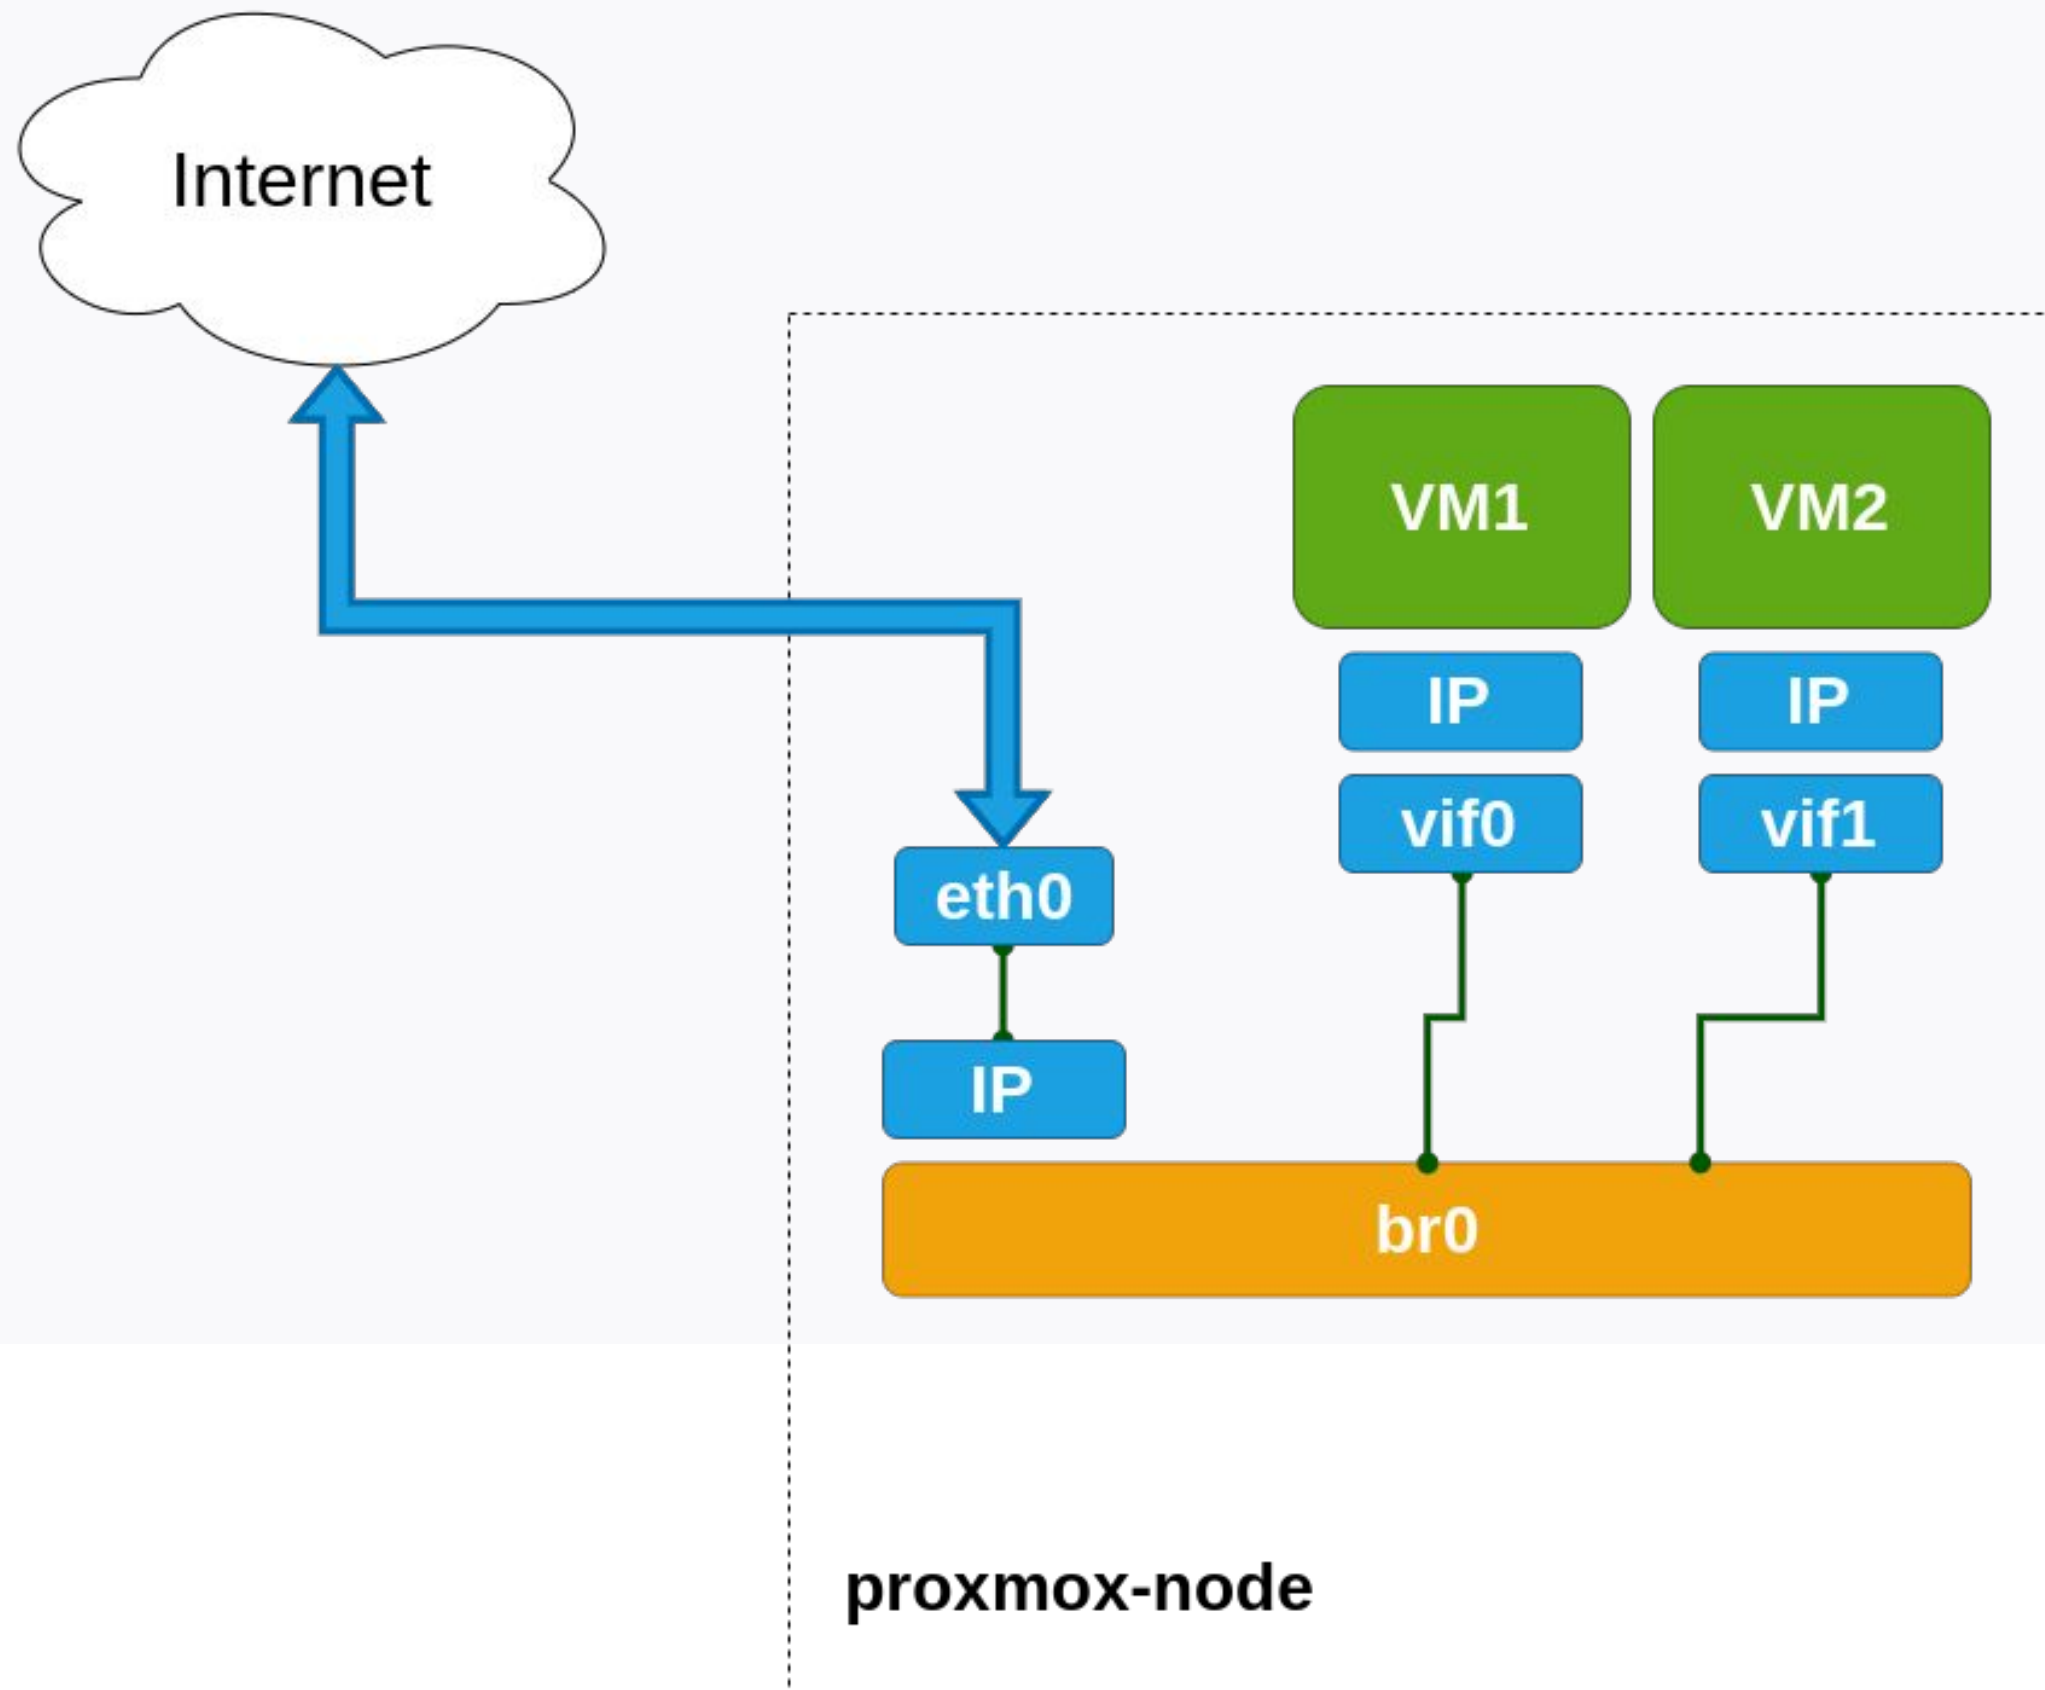 Internet
VM1
VM2
IP
IP
vif0
vif1
eth0
IP
br0
proxmox-node